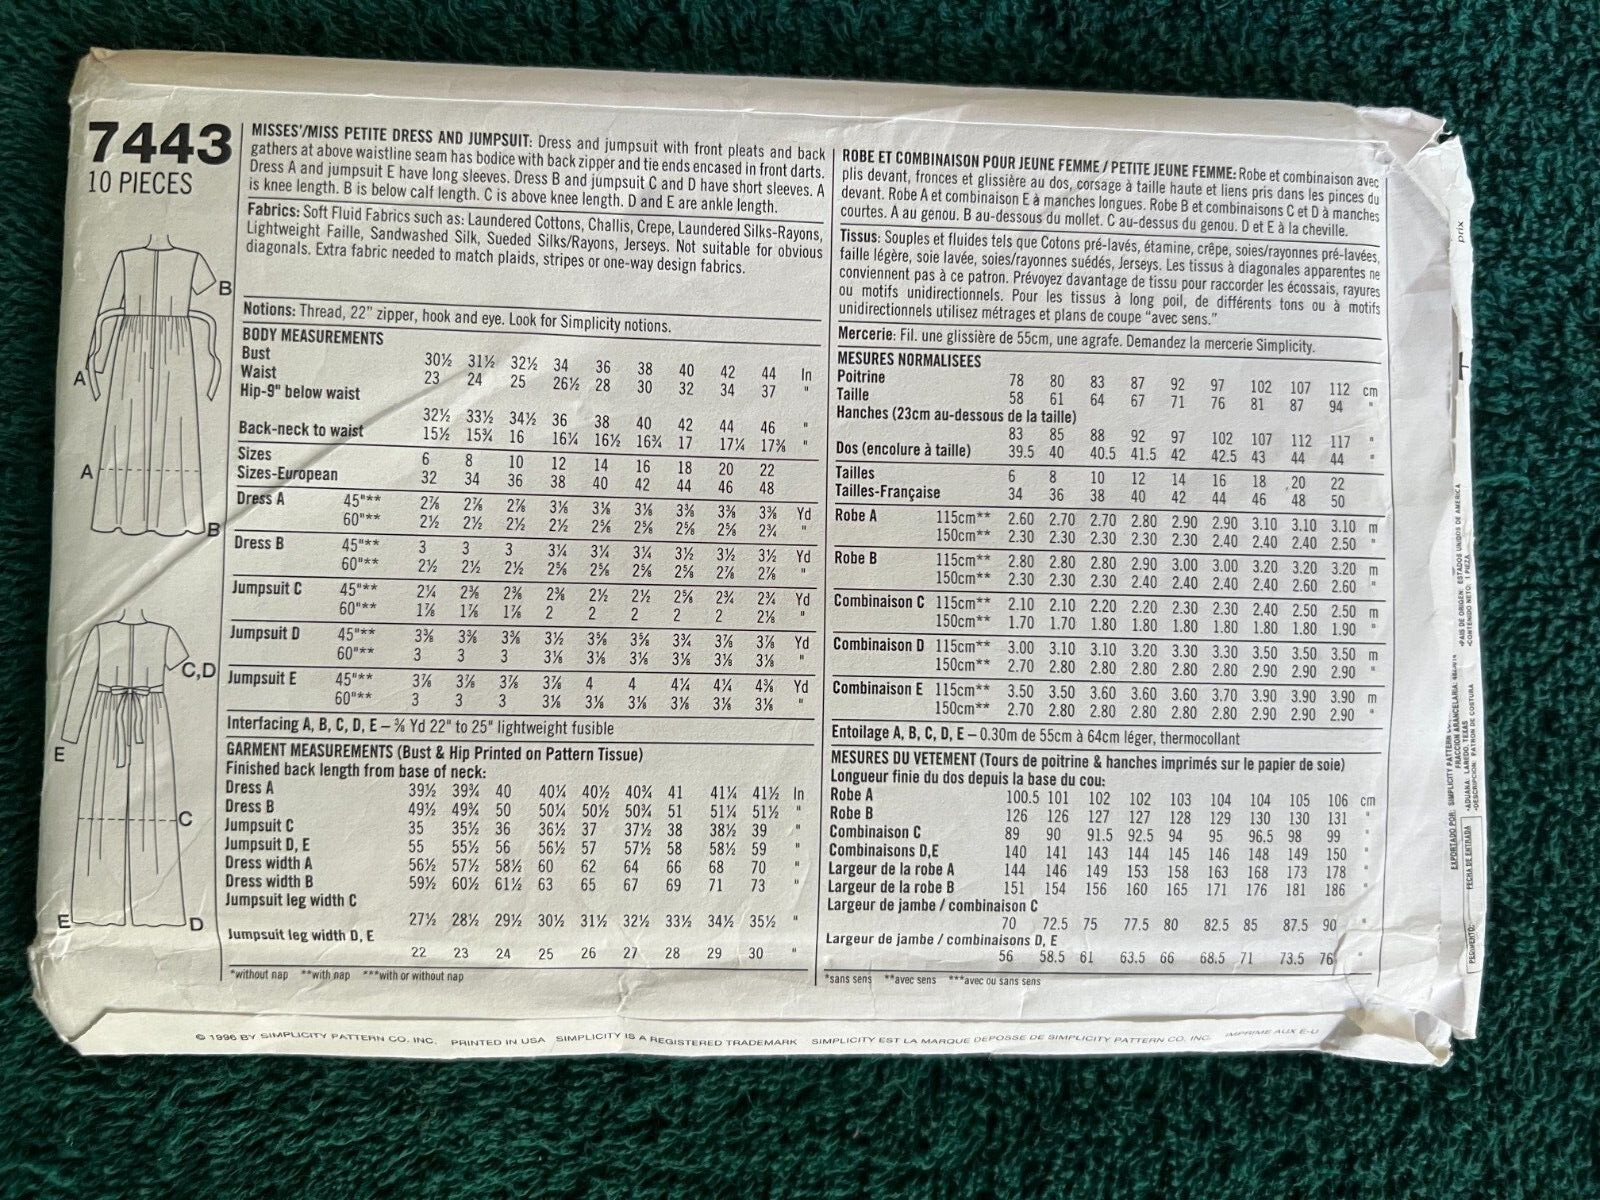 7443
10 PIECES
B
A
A
B
C,D
E
C
E
D
MISSES'/MISS PETITE DRESS AND JUMPSUIT: Dress and jumpsuit with front pleats and back
gathers at above waistline seam has bodice with back zipper and tie ends encased in front darts.
Dress A and jumpsuit E have long sleeves. Dress B and jumpsuit C and D have short sleeves. A
is knee length. B is below calf length. C is above knee length. D and E are ankle length.
Fabrics: Soft Fluid Fabrics such as: Laundered Cottons, Challis, Crepe, Laundered Silks-Rayons,
Lightweight Faille, Sandwashed Silk, Sueded Silks/Rayons, Jerseys. Not suitable for obvious
diagonals. Extra fabric needed to match plaids, stripes or one-way design fabrics.
Notions: Thread, 22" zipper, hook and eye. Look for Simplicity notions.
BODY MEASUREMENTS
Bust 30½ 31½ 32½ 34 36 38 40 42 44 In
Waist 23 24 25 26½ 28 30 32 34 37 "
Hip-9" below waist
32½ 33½ 34½ 36 38 40 42 44 46 "
Back-neck to waist 15½ 15¾ 16 16¼ 16½ 16¾ 17 17¼ 17⅜ "
Sizes 6 8 10 12 14 16 18 20 22
Sizes-European 32 34 36 38 40 42 44 46 48
Dress A 45"** 2⅞ 2⅞ 2⅞ 3⅛ 3⅛ 3⅛ 3⅜ 3⅜ 3⅜ Yd
60"** 2½ 2½ 2½ 2½ 2⅝ 2⅝ 2⅝ 2⅝ 2¾ "
Dress B 45"** 3 3 3 3¼ 3¼ 3¼ 3½ 3½ 3½ Yd
60"** 2½ 2½ 2½ 2⅝ 2⅝ 2⅝ 2⅝ 2⅞ 2⅞ "
Jumpsuit C 45"** 2¼ 2⅜ 2⅜ 2⅜ 2½ 2½ 2⅝ 2¾ 2¾ Yd
60"** 1⅞ 1⅞ 1⅞ 2 2 2 2 2 2⅛ "
Jumpsuit D 45"** 3⅜ 3⅜ 3⅜ 3½ 3⅝ 3⅝ 3¾ 3⅞ 3⅞ Yd
60"** 3 3 3 3⅛ 3⅛ 3⅛ 3⅛ 3⅛ 3⅛ "
Jumpsuit E 45"** 3⅞ 3⅞ 3⅞ 3⅞ 4 4 4¼ 4¼ 4⅜ Yd
60"** 3 3 3 3⅛ 3⅛ 3⅛ 3⅛ 3⅛ 3⅛ "
Interfacing A, B, C, D, E – ⅜ Yd 22" to 25" lightweight fusible
GARMENT MEASUREMENTS (Bust & Hip Printed on Pattern Tissue)
Finished back length from base of neck:
Dress A 39½ 39¾ 40 40¼ 40½ 40¾ 41 41¼ 41½ In
Dress B 49½ 49¾ 50 50¼ 50½ 50¾ 51 51¼ 51½ "
Jumpsuit C 35 35½ 36 36½ 37 37½ 38 38½ 39 "
Jumpsuit D, E 55 55½ 56 56½ 57 57½ 58 58½ 59 "
Dress width A 56½ 57½ 58½ 60 62 64 66 68 70 "
Dress width B 59½ 60½ 61½ 63 65 67 69 71 73 "
Jumpsuit leg width C
27½ 28½ 29½ 30½ 31½ 32½ 33½ 34½ 35½ "
Jumpsuit leg width D, E
22 23 24 25 26 27 28 29 30 "
*without nap **with nap ***with or without nap
ROBE ET COMBINAISON POUR JEUNE FEMME / PETITE JEUNE FEMME: Robe et combinaison avec
plis devant, fronces et glissière au dos, corsage à taille haute et liens pris dans les pinces du
devant. Robe A et combinaison E à manches longues. Robe B et combinaisons C et D à manches
courtes. A au genou. B au-dessous du mollet. C au-dessus du genou. D et E à la cheville.
Tissus: Souples et fluides tels que Cotons pré-lavés, étamine, crêpe, soies/rayonnes pré-lavées,
faille légère, soie lavée, soies/rayonnes suédés, Jerseys. Les tissus à diagonales apparentes ne
conviennent pas à ce patron. Prévoyez davantage de tissu pour raccorder les écossais, rayures
ou motifs unidirectionnels. Pour les tissus à long poil, de différents tons ou à motifs
unidirectionnels utilisez métrages et plans de coupe "avec sens."
Mercerie: Fil. une glissière de 55cm, une agrafe. Demandez la mercerie Simplicity.
MESURES NORMALISEES
Poitrine 78 80 83 87 92 97 102 107 112 cm
Taille 58 61 64 67 71 76 81 87 94 "
Hanches (23cm au-dessous de la taille)
83 85 88 92 97 102 107 112 117 "
Dos (encolure à taille) 39.5 40 40.5 41.5 42 42.5 43 44 44 "
Tailles 6 8 10 12 14 16 18 20 22
Tailles-Française 34 36 38 40 42 44 46 48 50
Robe A 115cm** 2.60 2.70 2.70 2.80 2.90 2.90 3.10 3.10 3.10 m
150cm** 2.30 2.30 2.30 2.30 2.30 2.40 2.40 2.40 2.50 "
Robe B 115cm** 2.80 2.80 2.80 2.90 3.00 3.00 3.20 3.20 3.20 m
150cm** 2.30 2.30 2.30 2.40 2.40 2.40 2.40 2.60 2.60 "
Combinaison C 115cm** 2.10 2.10 2.20 2.20 2.30 2.30 2.40 2.50 2.50 m
150cm** 1.70 1.70 1.80 1.80 1.80 1.80 1.80 1.80 1.90 "
Combinaison D 115cm** 3.00 3.10 3.10 3.20 3.30 3.30 3.50 3.50 3.50 m
150cm** 2.70 2.80 2.80 2.80 2.80 2.80 2.90 2.90 2.90 "
Combinaison E 115cm** 3.50 3.50 3.60 3.60 3.60 3.70 3.90 3.90 3.90 m
150cm** 2.70 2.80 2.80 2.80 2.80 2.80 2.90 2.90 2.90 "
Entoilage A, B, C, D, E – 0.30m de 55cm à 64cm léger, thermocollant
MESURES DU VETEMENT (Tours de poitrine & hanches imprimés sur le papier de soie)
Longueur finie du dos depuis la base du cou:
Robe A 100.5 101 102 102 103 104 104 105 106 cm
Robe B 126 126 127 127 128 129 130 130 131 "
Combinaison C 89 90 91.5 92.5 94 95 96.5 98 99 "
Combinaisons D,E 140 141 143 144 145 146 148 149 150 "
Largeur de la robe A 144 146 149 153 158 163 168 173 178 "
Largeur de la robe B 151 154 156 160 165 171 176 181 186 "
Largeur de jambe / combinaison C
70 72.5 75 77.5 80 82.5 85 87.5 90 "
Largeur de jambe / combinaisons D, E
56 58.5 61 63.5 66 68.5 71 73.5 76 "
*sans sens **avec sens ***avec ou sans sens
© 1996 BY SIMPLICITY PATTERN CO. INC. PRINTED IN USA SIMPLICITY IS A REGISTERED TRADEMARK SIMPLICITY EST LA MARQUE DEPOSSE DE SIMPLICITY PATTERN CO. INC. IMPRIME AUX E-U
prix
EXPORTADO POR: SIMPLICITY PATTERN
FRACCION ARANCELARIA:
•PAIS DE ORIGEN: ESTADOS UNIDOS DE AMERICA
•CONTENIDO NETO: 1 PIEZA
•ADUANA: LAREDO, TEXAS
•DESCRIPCION: PATRON DE COSTURA
FECHA DE ENTRADA
PEDIMENTO: